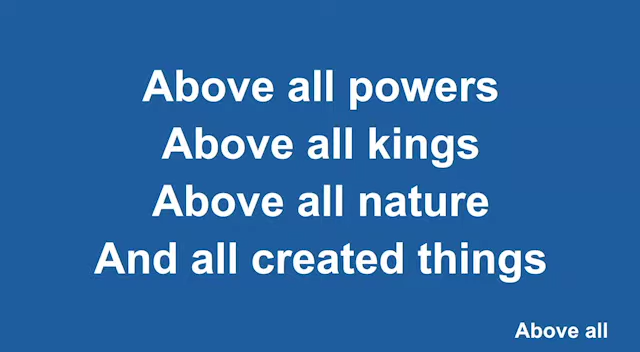 Above all powers
Above all kings
Above all nature
And all created things
Above all